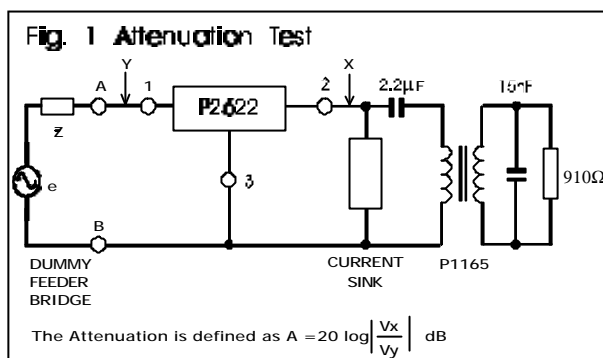 Fig. 1 Attenuation Test
Y
X
A
1
2
2.2µF
15nF
P2622
z
3
e
910Ω
B
DUMMY
FEEDER
BRIDGE
CURRENT
SINK
P1165
The Attenuation is defined as A =20 log|Vx/Vy| dB